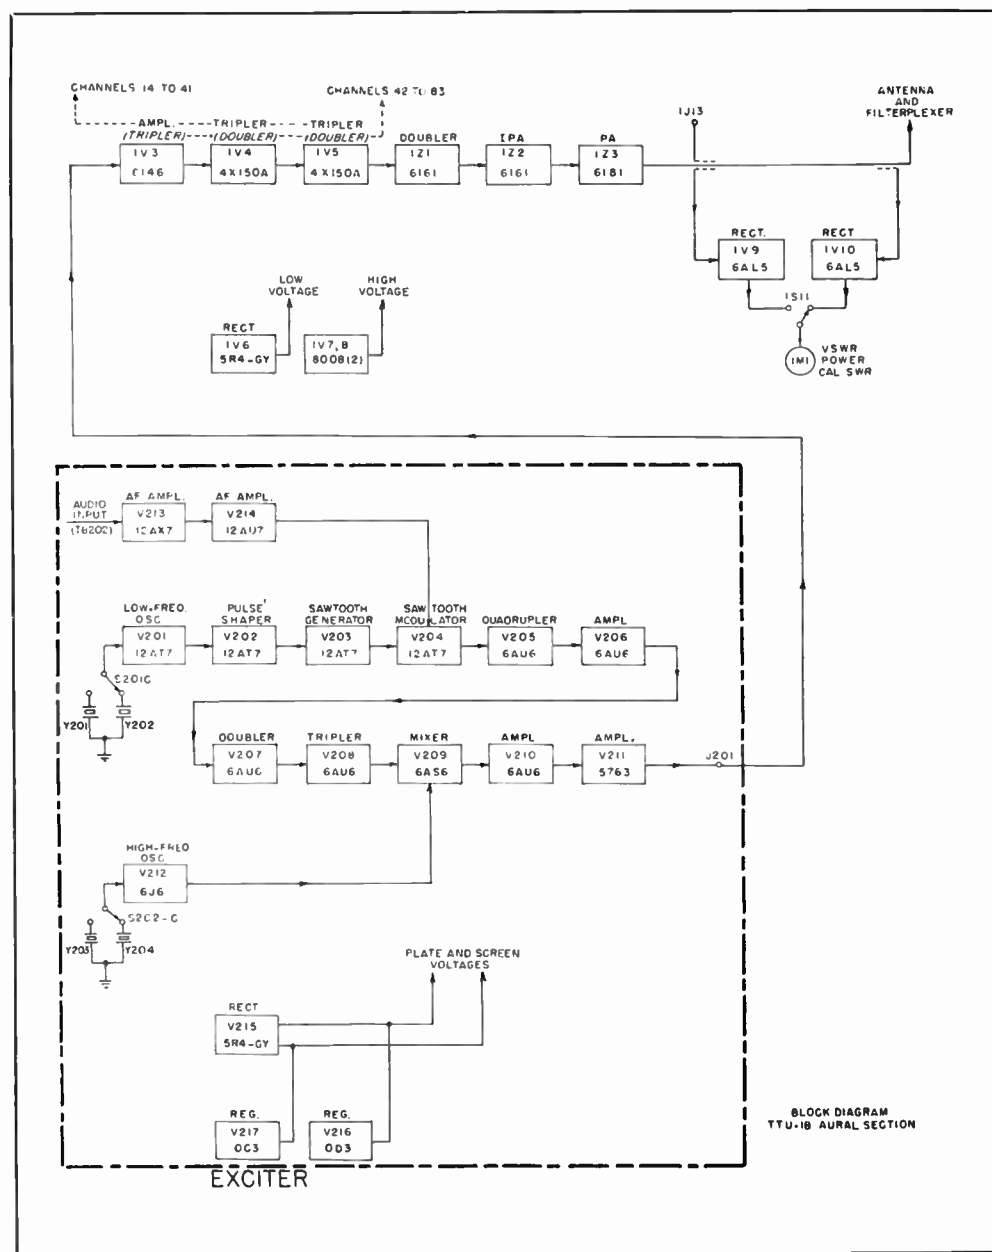 CHANNELS 14 TO 41
CHANNELS 42 TO 83
ANTENNA
AND
FILTERPLEXER
1J13
AMPL. TRIPLER TRIPLER
(TRIPLER) (DOUBLER) (DOUBLER)
DOUBLER
IPA
PA
1V3
6146
1V4
4X150A
1V5
4X150A
1Z1
6161
1Z2
6161
1Z3
6181
RECT.
1V9
6AL5
RECT
1V10
6AL5
1S11
1M1
VSWR
POWER
CAL SWR
LOW
VOLTAGE
HIGH
VOLTAGE
RECT
1V6
5R4-GY
1V7,8
8008(2)
AUDIO
INPUT
(TB202)
AF AMPL.
V213
12AX7
AF AMPL.
V214
12AU7
LOW-FREQ.
OSC
V201
12AT7
PULSE
SHAPER
V202
12AT7
SAWTOOTH
GENERATOR
V203
12AT7
SAWTOOTH
MODULATOR
V204
12AT7
QUADRUPLER
V205
6AU6
AMPL
V206
6AU6
S201C
Y201
Y202
DOUBLER
V207
6AU6
TRIPLER
V208
6AU6
MIXER
V209
6AS6
AMPL
V210
6AU6
AMPL.
V211
5763
J201
HIGH-FREQ
OSC
V212
6J6
S202-C
Y203
Y204
PLATE AND SCREEN
VOLTAGES
RECT
V215
5R4-GY
REG.
V217
OC3
REG.
V216
OD3
EXCITER
BLOCK DIAGRAM
TTU-1B AURAL SECTION